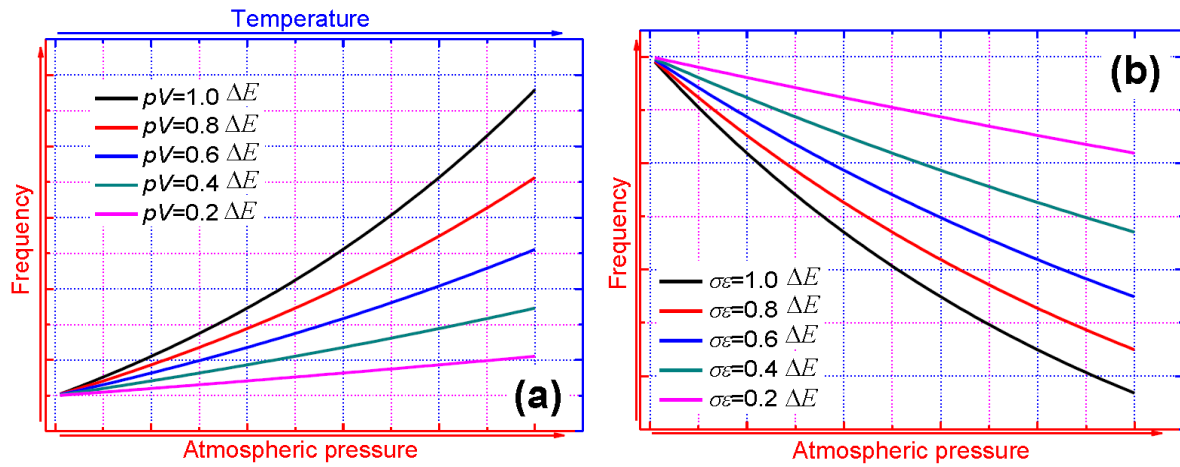 Temperature
Frequency
pV=1.0 ΔE
pV=0.8 ΔE
pV=0.6 ΔE
pV=0.4 ΔE
pV=0.2 ΔE
(a)
Atmospheric pressure
(b)
Frequency
σε=1.0 ΔE
σε=0.8 ΔE
σε=0.6 ΔE
σε=0.4 ΔE
σε=0.2 ΔE
Atmospheric pressure